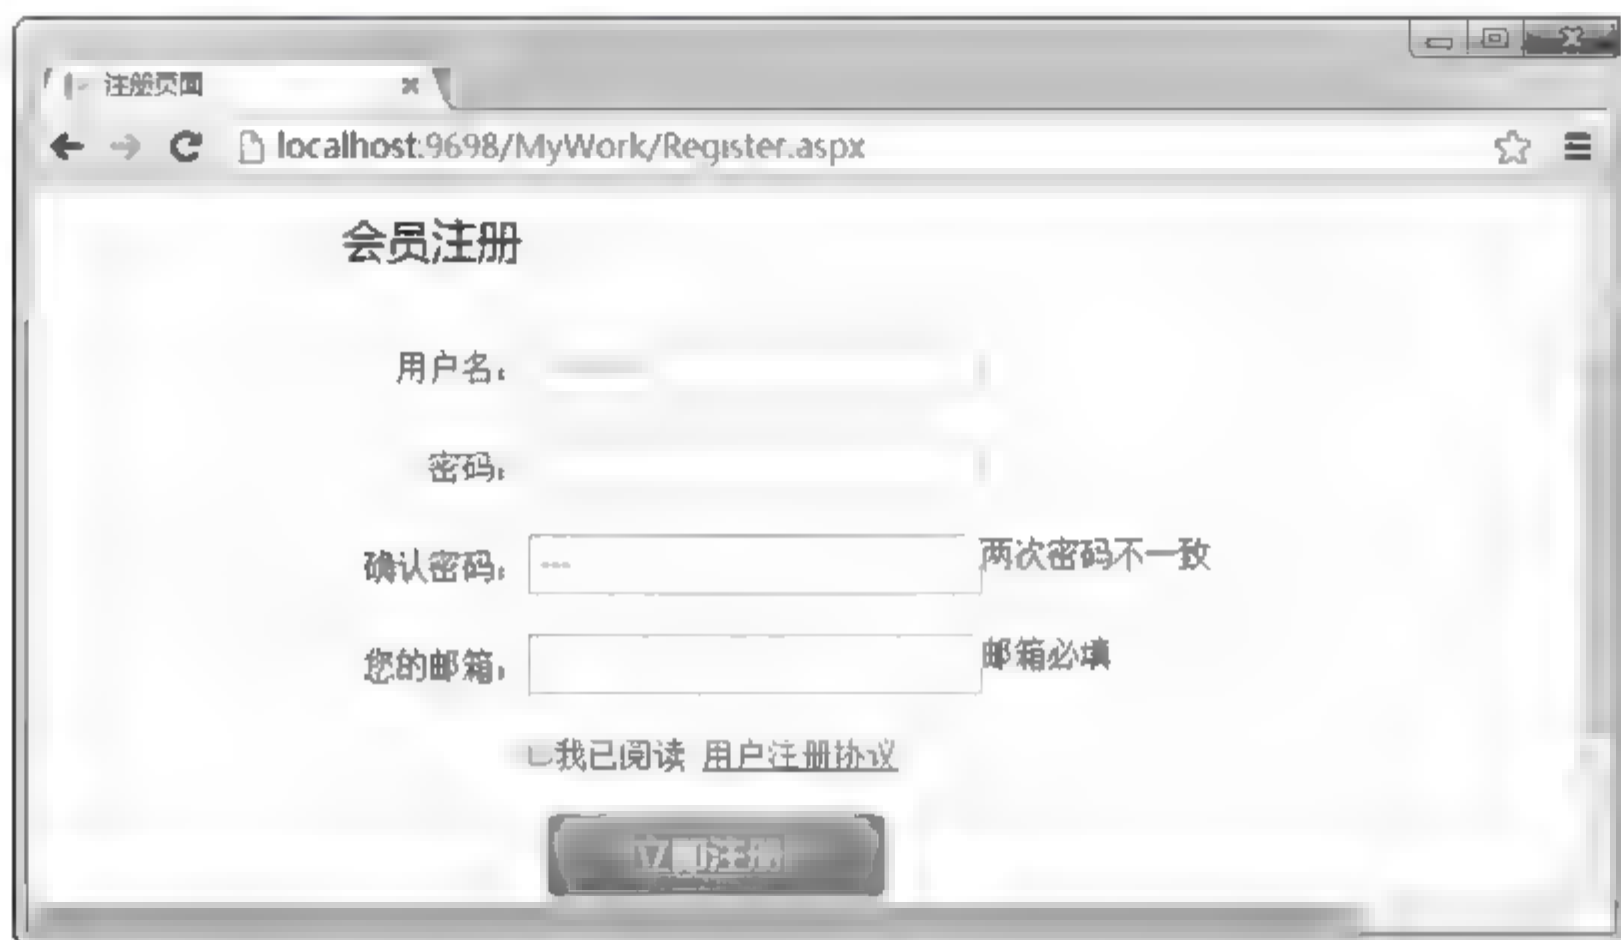 注册页面
localhost:9698/MyWork/Register.aspx
会员注册
用户名:
密码:
确认密码: 两次密码不一致
您的邮箱: 邮箱必填
我已阅读 用户注册协议
立即注册